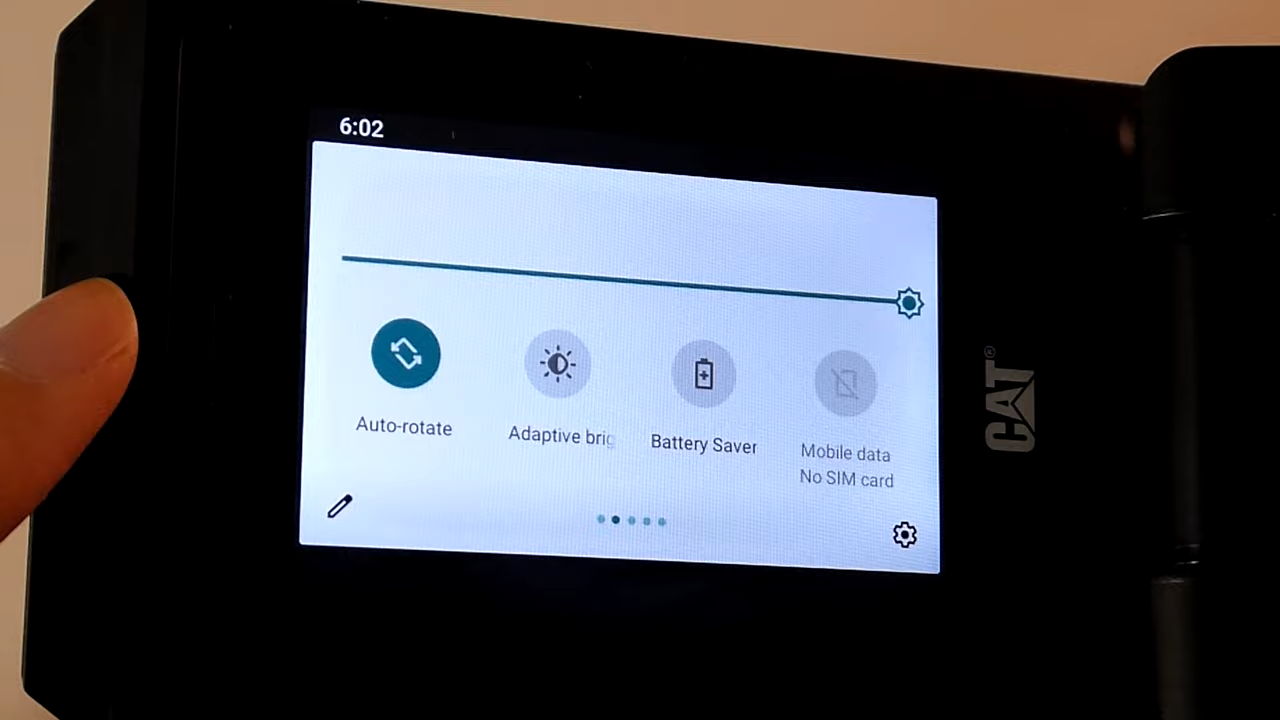 6:02
Auto-rotate
Adaptive brig
Battery Saver
Mobile data
No SIM card
CAT®